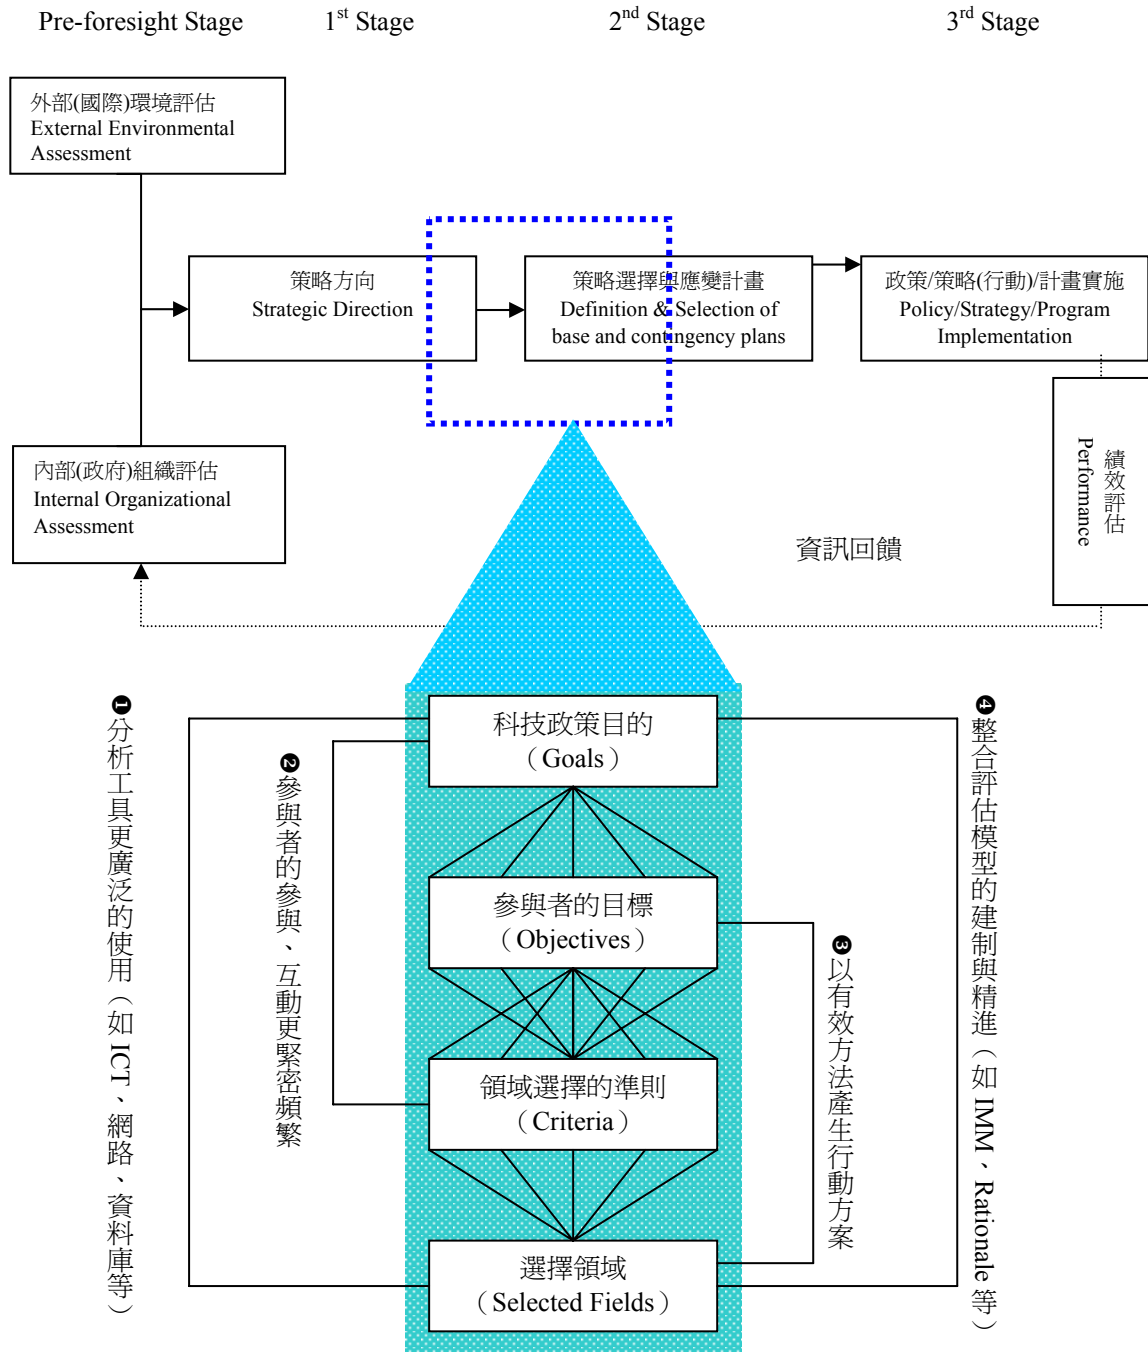 Pre-foresight Stage
1st Stage
2nd Stage
3rd Stage
外部(國際)環境評估
External Environmental
Assessment
策略方向
Strategic Direction
策略選擇與應變計畫
Definition & Selection of
base and contingency plans
政策/策略(行動)/計畫實施
Policy/Strategy/Program
Implementation
內部(政府)組織評估
Internal Organizational
Assessment
績效評估
Performance
資訊回饋
科技政策目的
（Goals）
參與者的目標
（Objectives）
領域選擇的準則
（Criteria）
選擇領域
（Selected Fields）
❶分析工具更廣泛的使用（如 ICT、網路、資料庫等）
❷參與者的參與、互動更緊密頻繁
❸以有效方法產生行動方案
❹整合評估模型的建制與精進（如 IMM、Rationale 等）